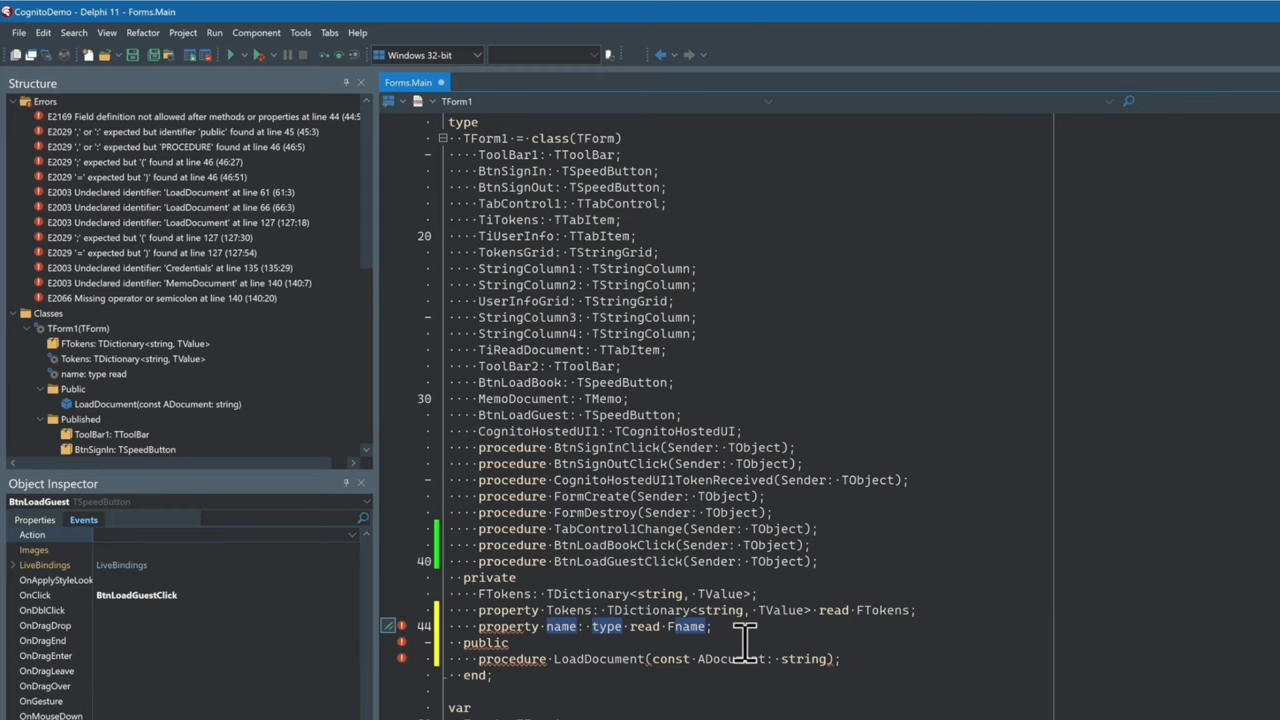 CognitoDemo - Delphi 11 - Forms.Main
File Edit Search View Refactor Project Run Component Tools Tabs Help
Windows 32-bit
Structure
Errors
E2169 Field definition not allowed after methods or properties at line 44 (44:5
E2029 ',' or ':' expected but identifier 'public' found at line 45 (45:3)
E2029 ',' or ':' expected but 'PROCEDURE' found at line 46 (46:5)
E2029 ';' expected but '(' found at line 46 (46:27)
E2029 '=' expected but ')' found at line 46 (46:51)
E2003 Undeclared identifier: 'LoadDocument' at line 61 (61:3)
E2003 Undeclared identifier: 'LoadDocument' at line 66 (66:3)
E2003 Undeclared identifier: 'LoadDocument' at line 127 (127:18)
E2029 ';' expected but '(' found at line 127 (127:30)
E2029 '=' expected but ')' found at line 127 (127:54)
E2003 Undeclared identifier: 'Credentials' at line 135 (135:29)
E2003 Undeclared identifier: 'MemoDocument' at line 140 (140:7)
E2066 Missing operator or semicolon at line 140 (140:20)
Classes
TForm1(TForm)
FTokens: TDictionary<string, TValue>
Tokens: TDictionary<string, TValue>
name: type read
Public
LoadDocument(const ADocument: string)
Published
ToolBar1: TToolBar
BtnSignIn: TSpeedButton
Object Inspector
BtnLoadGuest TSpeedButton
Properties Events
Action
Images
LiveBindings LiveBindings
OnApplyStyleLook
OnClick BtnLoadGuestClick
OnDblClick
OnDragDrop
OnDragEnd
OnDragEnter
OnDragLeave
OnDragOver
OnGesture
OnMouseDown
Forms.Main
TForm1
type
TForm1 = class(TForm)
ToolBar1: TToolBar;
BtnSignIn: TSpeedButton;
BtnSignOut: TSpeedButton;
TabControl1: TTabControl;
TiTokens: TTabItem;
20 TiUserInfo: TTabItem;
TokensGrid: TStringGrid;
StringColumn1: TStringColumn;
StringColumn2: TStringColumn;
UserInfoGrid: TStringGrid;
StringColumn3: TStringColumn;
StringColumn4: TStringColumn;
TiReadDocument: TTabItem;
ToolBar2: TToolBar;
BtnLoadBook: TSpeedButton;
30 MemoDocument: TMemo;
BtnLoadGuest: TSpeedButton;
CognitoHostedUI1: TCognitoHostedUI;
procedure BtnSignInClick(Sender: TObject);
procedure BtnSignOutClick(Sender: TObject);
procedure CognitoHostedUI1TokenReceived(Sender: TObject);
procedure FormCreate(Sender: TObject);
procedure FormDestroy(Sender: TObject);
procedure TabControl1Change(Sender: TObject);
procedure BtnLoadBookClick(Sender: TObject);
40 procedure BtnLoadGuestClick(Sender: TObject);
private
FTokens: TDictionary<string, TValue>;
property Tokens: TDictionary<string, TValue> read FTokens;
44 property name: type read Fname;
public
procedure LoadDocument(const ADocument: string);
end;
var